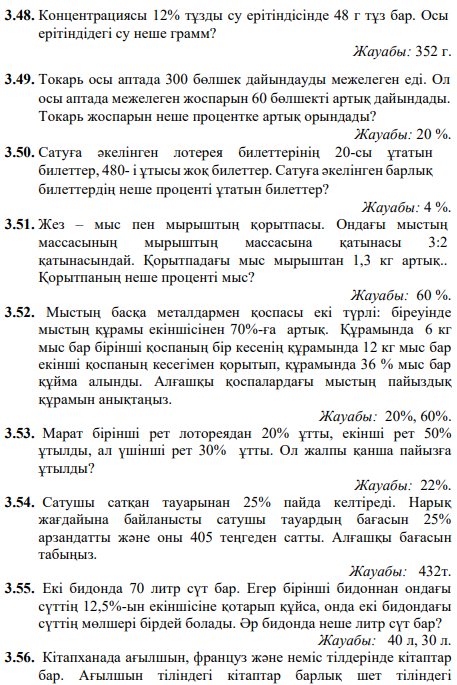 3.48. Концентрациясы 12% тұзды су ерітіндісінде 48 г тұз бар. Осы
ерітіндідегі су неше грамм?
Жауабы: 352 г.
3.49. Токарь осы аптада 300 бөлшек дайындауды межелеген еді. Ол
осы аптада межелеген жоспарын 60 бөлшекті артық дайындады.
Токарь жоспарын неше процентке артық орындады?
Жауабы: 20 %.
3.50. Сатуға әкелінген лотерея билеттерінің 20-сы ұтатын
билеттер, 480- і ұтысы жоқ билеттер. Сатуға әкелінген барлық
билеттердің неше проценті ұтатын билеттер?
Жауабы: 4 %.
3.51. Жез – мыс пен мырыштың қорытпасы. Ондағы мыстың
массасының мырыштың массасына қатынасы 3:2
қатынасындай. Қорытпадағы мыс мырыштан 1,3 кг артық..
Қорытпаның неше проценті мыс?
Жауабы: 60 %.
3.52. Мыстың басқа металдармен қоспасы екі түрлі: біреуінде
мыстың құрамы екіншісінен 70%-ға артық. Құрамында 6 кг
мыс бар бірінші қоспаның бір кесенің құрамында 12 кг мыс бар
екінші қоспаның кесегімен қорытып, құрамында 36 % мыс бар
құйма алынды. Алғашқы қоспалардағы мыстың пайыздық
құрамын анықтаңыз.
Жауабы: 20%, 60%.
3.53. Марат бірінші рет лотореядан 20% ұтты, екінші рет 50%
ұтылды, ал үшінші рет 30% ұтты. Ол жалпы қанша пайызға
ұтылды?
Жауабы: 22%.
3.54. Сатушы сатқан тауарынан 25% пайда келтіреді. Нарық
жағдайына байланысты сатушы тауардың бағасын 25%
арзандатты және оны 405 теңгеден сатты. Алғашқы бағасын
табыңыз.
Жауабы: 432т.
3.55. Екі бидонда 70 литр сүт бар. Егер бірінші бидоннан ондағы
сүттің 12,5%-ын екіншісіне қотарып құйса, онда екі бидондағы
сүттің мөлшері бірдей болады. Әр бидонда неше литр сүт бар?
Жауабы: 40 л, 30 л.
3.56. Кітапханада ағылшын, француз және неміс тілдерінде кітаптар
бар. Ағылшын тіліндегі кітаптар барлық шет тіліндегі